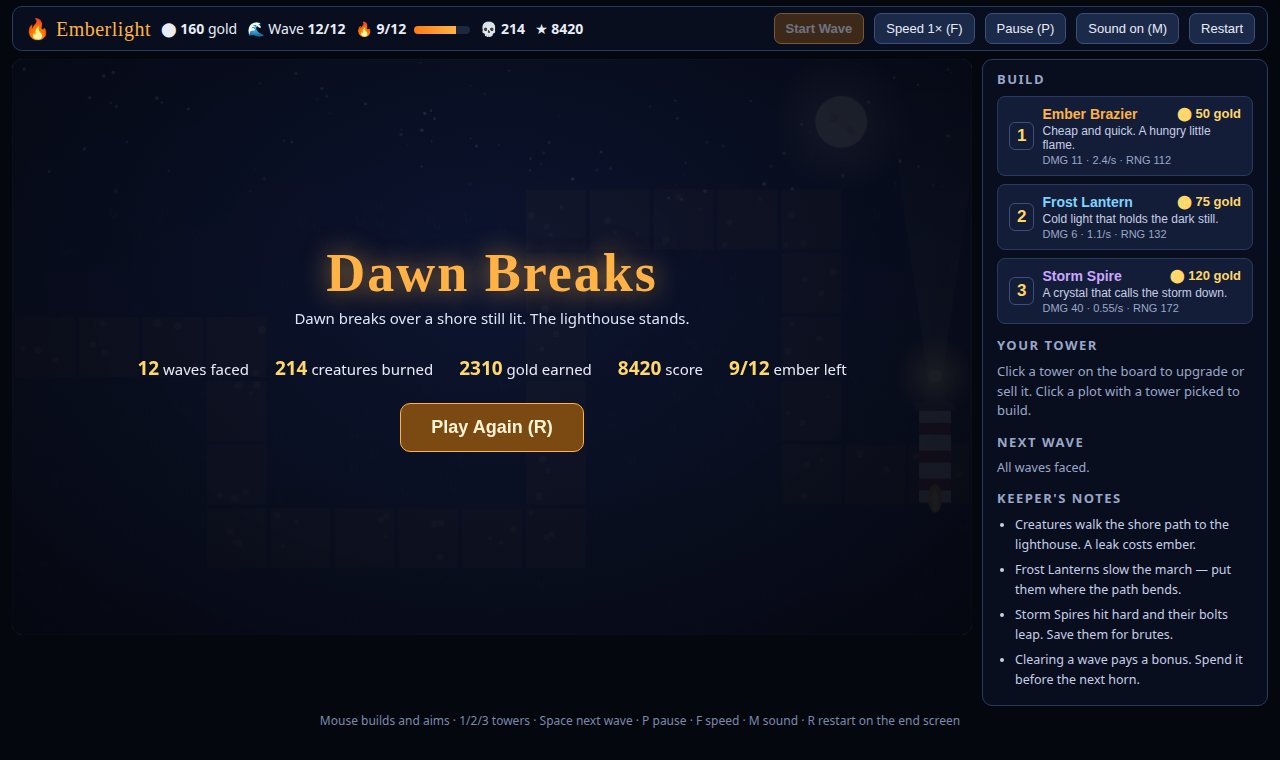 🔥 Emberlight 160 gold 🌊 Wave 12/12 🔥 9/12 💀 214 ★ 8420 Start Wave Speed 1× (F) Pause (P) Sound on (M) Restart
Dawn Breaks
Dawn breaks over a shore still lit. The lighthouse stands.
12 waves faced 214 creatures burned 2310 gold earned 8420 score 9/12 ember left
Play Again (R)
BUILD
1 Ember Brazier 50 gold
Cheap and quick. A hungry little
flame.
DMG 11 · 2.4/s · RNG 112
2 Frost Lantern 75 gold
Cold light that holds the dark still.
DMG 6 · 1.1/s · RNG 132
3 Storm Spire 120 gold
A crystal that calls the storm down.
DMG 40 · 0.55/s · RNG 172
YOUR TOWER
Click a tower on the board to upgrade or
sell it. Click a plot with a tower picked to
build.
NEXT WAVE
All waves faced.
KEEPER'S NOTES
• Creatures walk the shore path to the
lighthouse. A leak costs ember.
• Frost Lanterns slow the march — put
them where the path bends.
• Storm Spires hit hard and their bolts
leap. Save them for brutes.
• Clearing a wave pays a bonus. Spend it
before the next horn.
Mouse builds and aims · 1/2/3 towers · Space next wave · P pause · F speed · M sound · R restart on the end screen